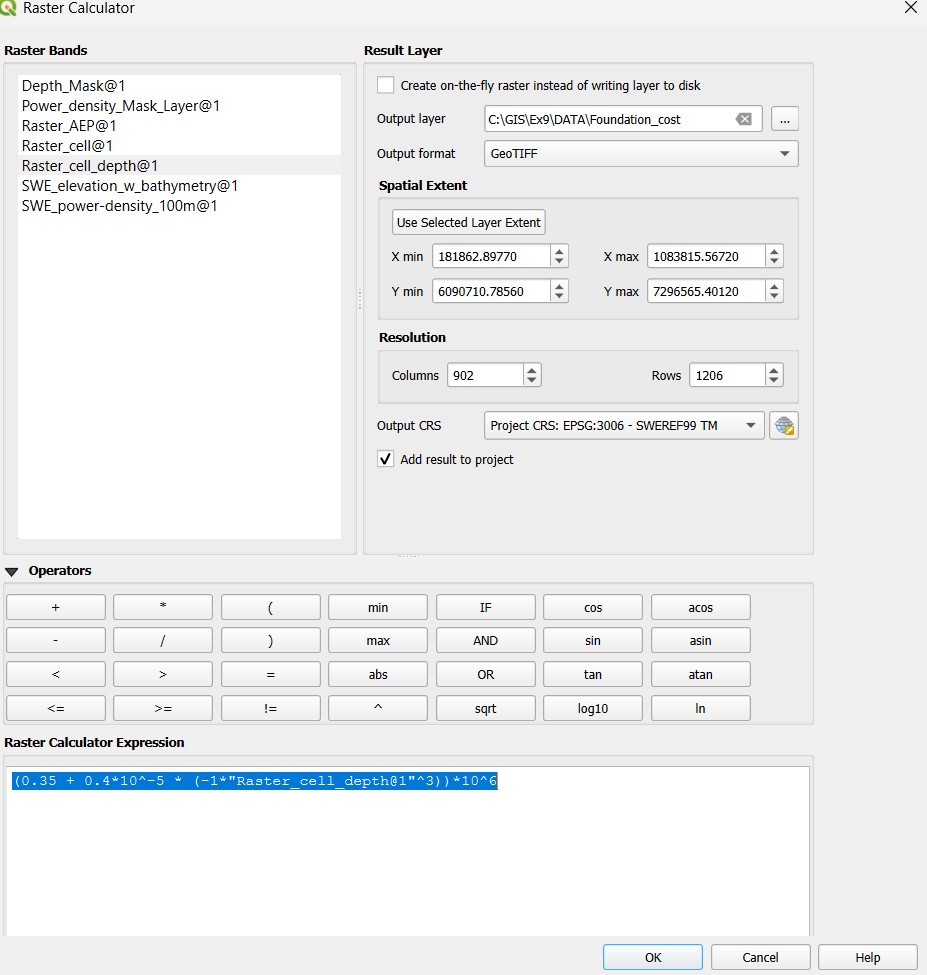 Raster Calculator
Raster Bands
Depth_Mask@1
Power_density_Mask_Layer@1
Raster_AEP@1
Raster_cell@1
Raster_cell_depth@1
SWE_elevation_w_bathymetry@1
SWE_power-density_100m@1
Result Layer
Create on-the-fly raster instead of writing layer to disk
Output layer C:\GIS\Ex9\DATA\Foundation_cost ...
Output format GeoTIFF
Spatial Extent
Use Selected Layer Extent
X min 181862.89770 X max 1083815.56720
Y min 6090710.78560 Y max 7296565.40120
Resolution
Columns 902 Rows 1206
Output CRS Project CRS: EPSG:3006 - SWEREF99 TM
Add result to project
Operators
+ * ( min IF cos acos
- / ) max AND sin asin
< > = abs OR tan atan
<= >= != ^ sqrt log10 ln
Raster Calculator Expression
(0.35 + 0.4*10^-5 * (-1*"Raster_cell_depth@1"^3))*10^6
OK Cancel Help